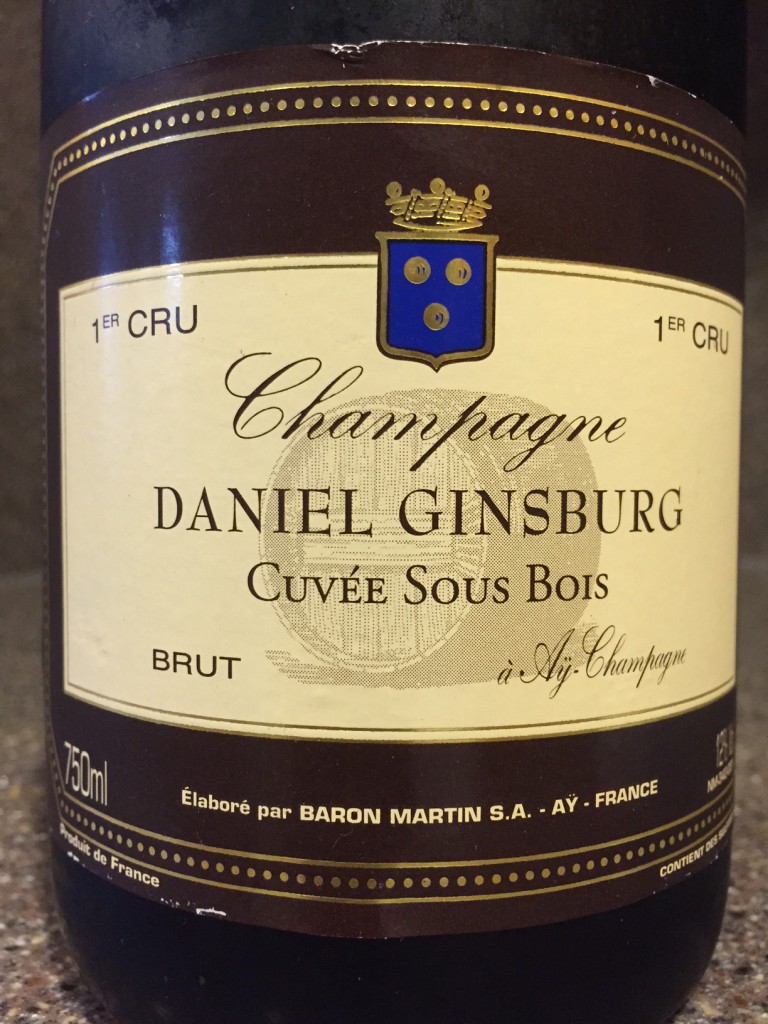 1ER CRU
1ER CRU
Champagne
DANIEL GINSBURG
CUVÉE SOUS BOIS
BRUT
à Aÿ-Champagne
750ml
12%
Élaboré par BARON MARTIN S.A. - AŸ - FRANCE
Produit de France
CONTIENT DES